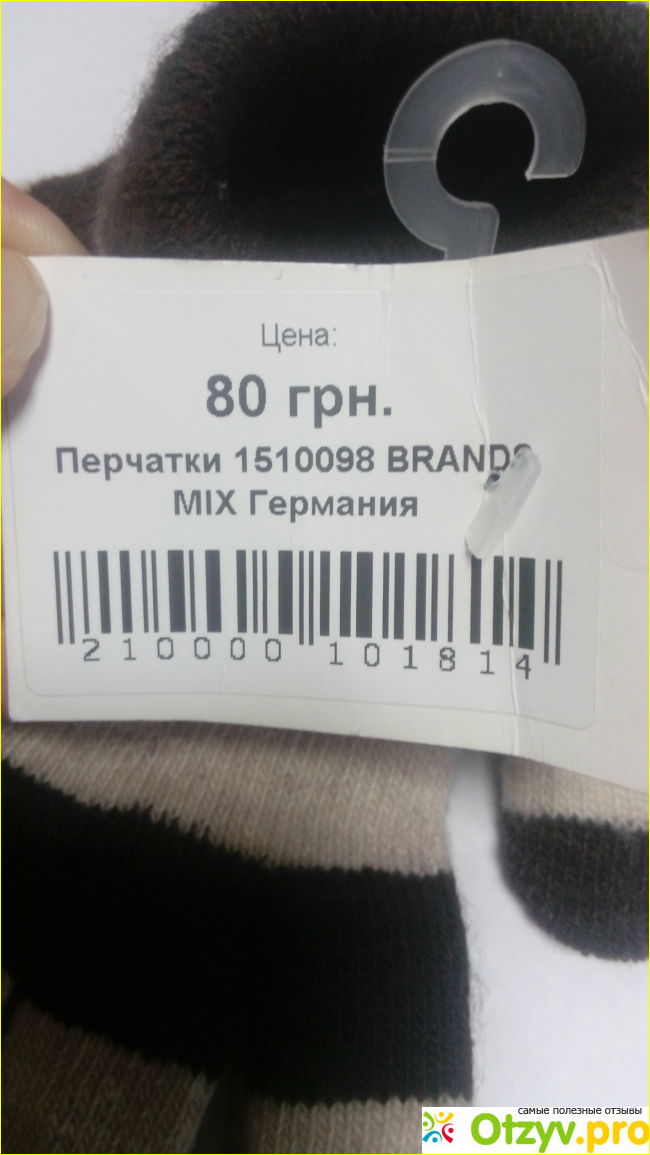 Цена:
80 грн.
Перчатки 1510098 BRANDS
MIX Германия
210000 101814
самые полезные отзывы
Otzyv.pro